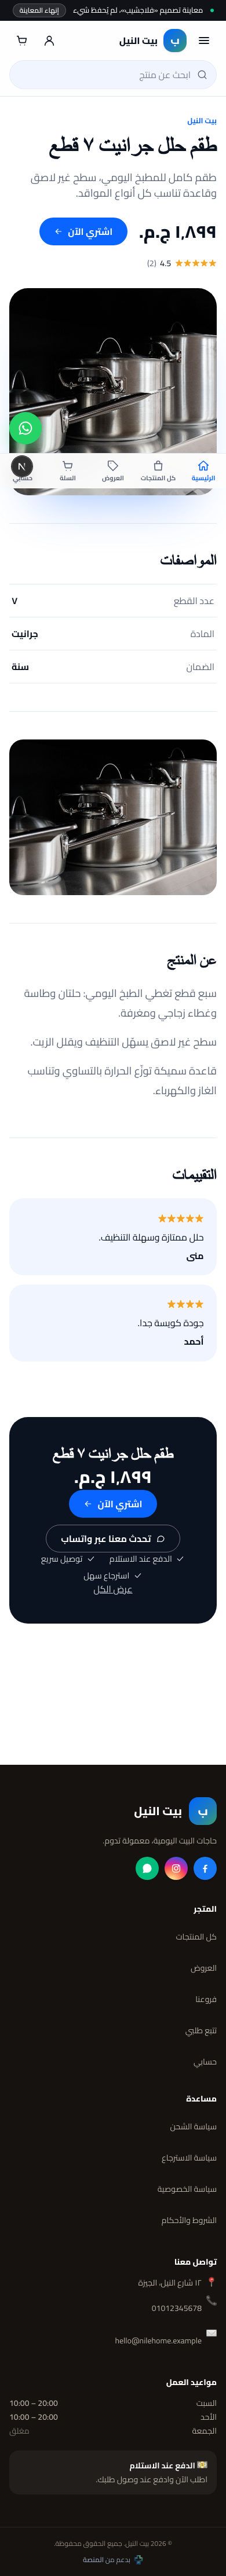 معاينة تصميم «فلاجشيب»، لم يُحفظ شيء
إنهاء المعاينة
ب
بيت النيل
ابحث عن منتج
بيت النيل
طقم حلل جرانيت ٧ قطع
طقم كامل للمطبخ اليومي، سطح غير لاصق
وقاعدة تناسب كل أنواع المواقد.
١٬٨٩٩ ج.م.
اشتري الآن
4.5 (2)
الرئيسية
كل المنتجات
العروض
السلة
حسابي
N
المواصفات
عدد القطع ٧
المادة جرانيت
الضمان سنة
عن المنتج
سبع قطع تغطي الطبخ اليومي: حلتان وطاسة
وغطاء زجاجي ومغرفة.
سطح غير لاصق يسهّل التنظيف ويقلل الزيت.
قاعدة سميكة توزّع الحرارة بالتساوي وتناسب
الغاز والكهرباء.
التقييمات
حلل ممتازة وسهلة التنظيف.
منى
جودة كويسة جدا.
أحمد
طقم حلل جرانيت ٧ قطع
١٬٨٩٩ ج.م.
اشتري الآن
تحدث معنا عبر واتساب
الدفع عند الاستلام
توصيل سريع
استرجاع سهل
عرض الكل
ب
بيت النيل
حاجات البيت اليومية، معمولة تدوم.
المتجر
كل المنتجات
العروض
فروعنا
تتبع طلبي
حسابي
مساعدة
سياسة الشحن
سياسة الاسترجاع
سياسة الخصوصية
الشروط والأحكام
تواصل معنا
١٢ شارع النيل، الجيزة
01012345678
hello@nilehome.example
مواعيد العمل
السبت 10:00 – 20:00
الأحد 10:00 – 20:00
الجمعة مغلق
الدفع عند الاستلام
اطلب الآن وادفع عند وصول طلبك.
© 2026 بيت النيل. جميع الحقوق محفوظة.
بدعم من المنصة